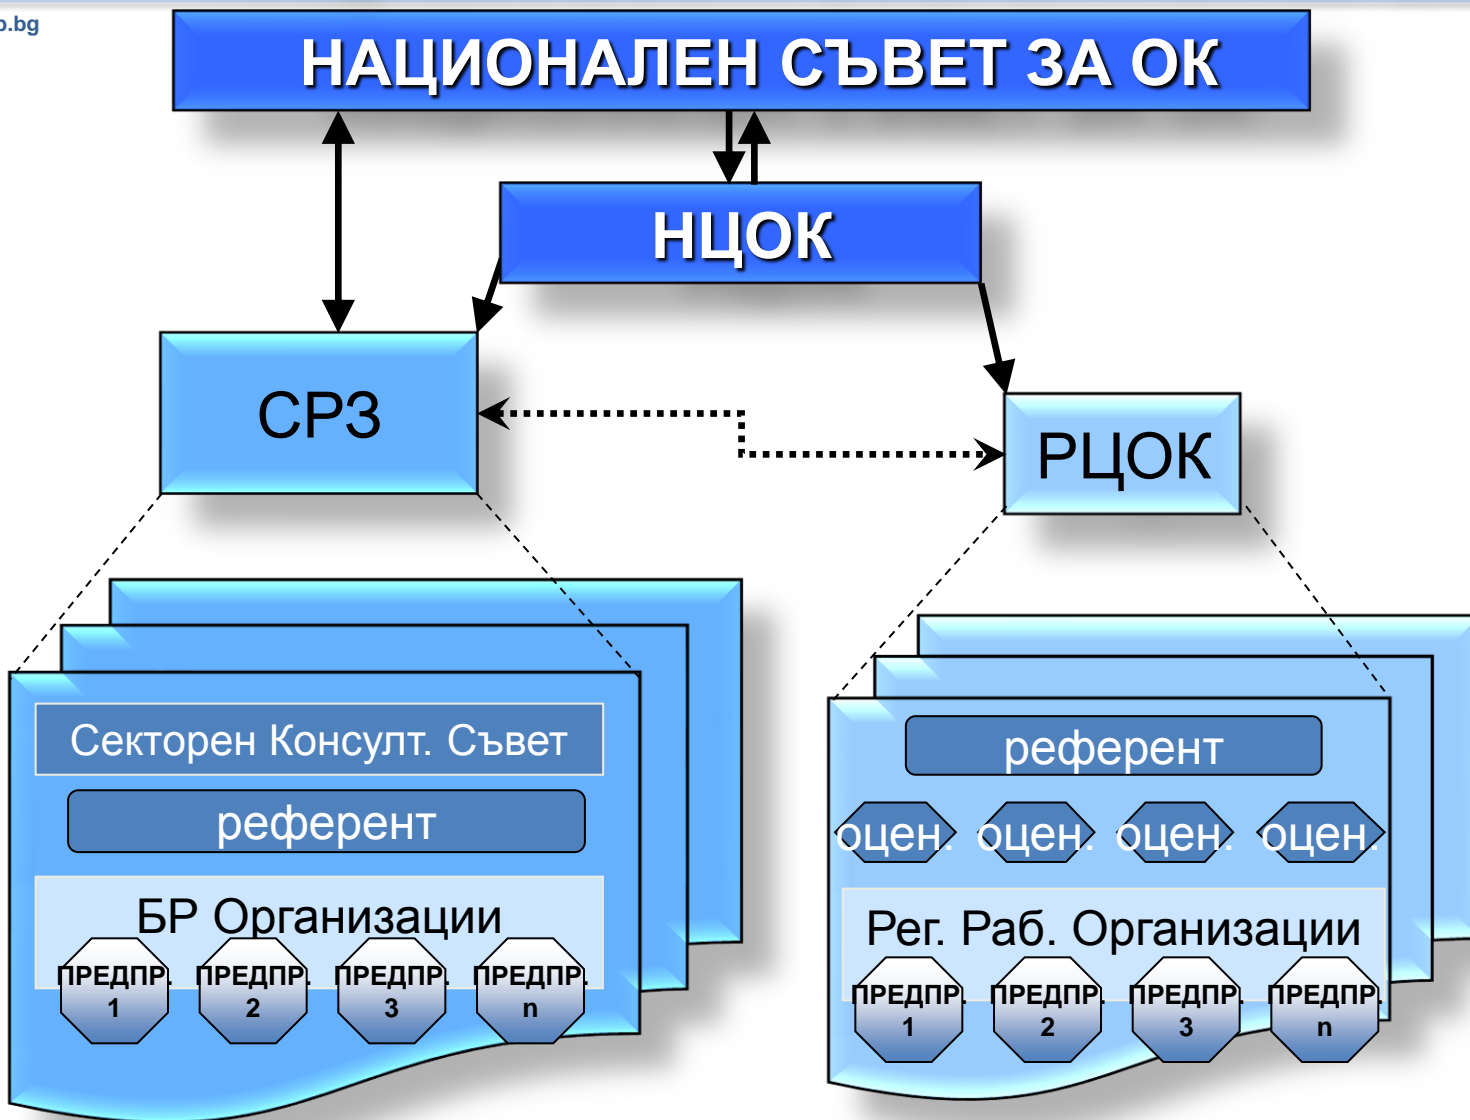 p.bg
НАЦИОНАЛЕН СЪВЕТ ЗА ОК
НЦОК
СРЗ
РЦОК
Секторен Консулт. Съвет
референт
БР Организации
ПРЕДПР.
1
ПРЕДПР.
2
ПРЕДПР.
3
ПРЕДПР.
n
референт
оцен. оцен. оцен. оцен.
Рег. Раб. Организации
ПРЕДПР.
1
ПРЕДПР.
2
ПРЕДПР.
3
ПРЕДПР.
n